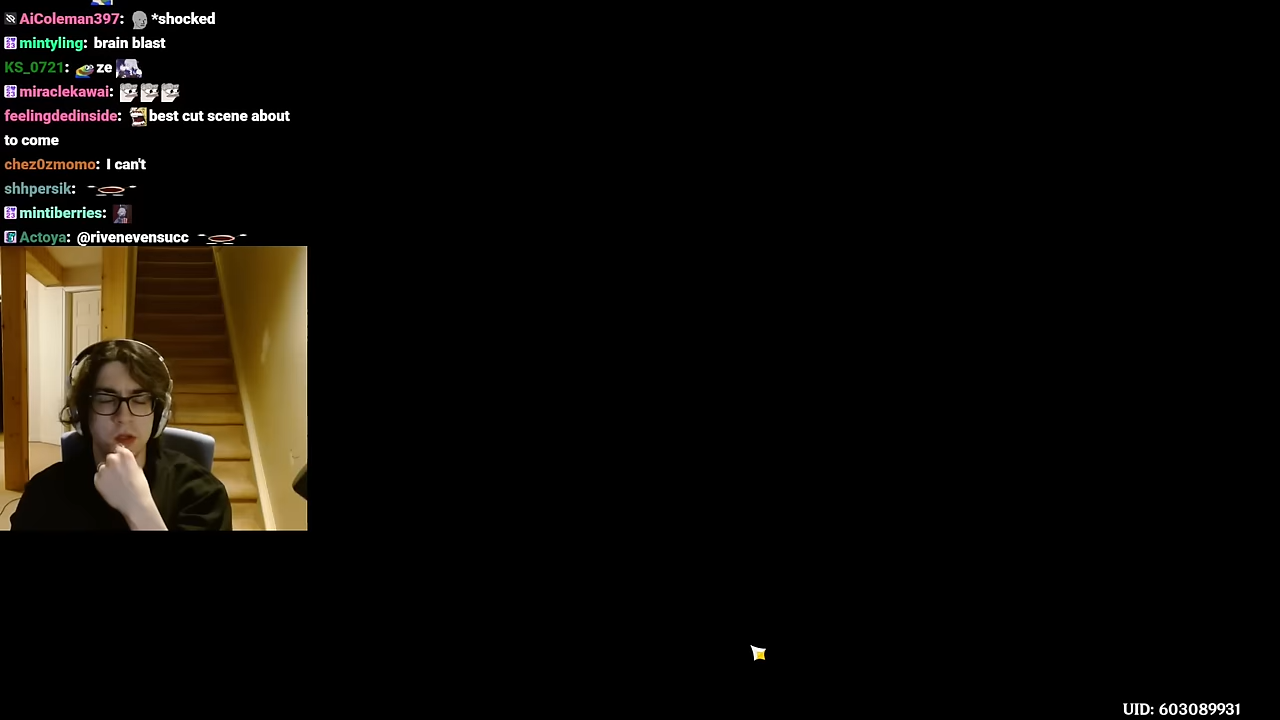 AiColeman397: *shocked
mintyling: brain blast
KS_0721: ze
miraclekawai:
feelingdedinside: best cut scene about
to come
chez0zmomo: I can't
shhpersik:
mintiberries:
Actoya: @rivenevensucc
UID: 603089931